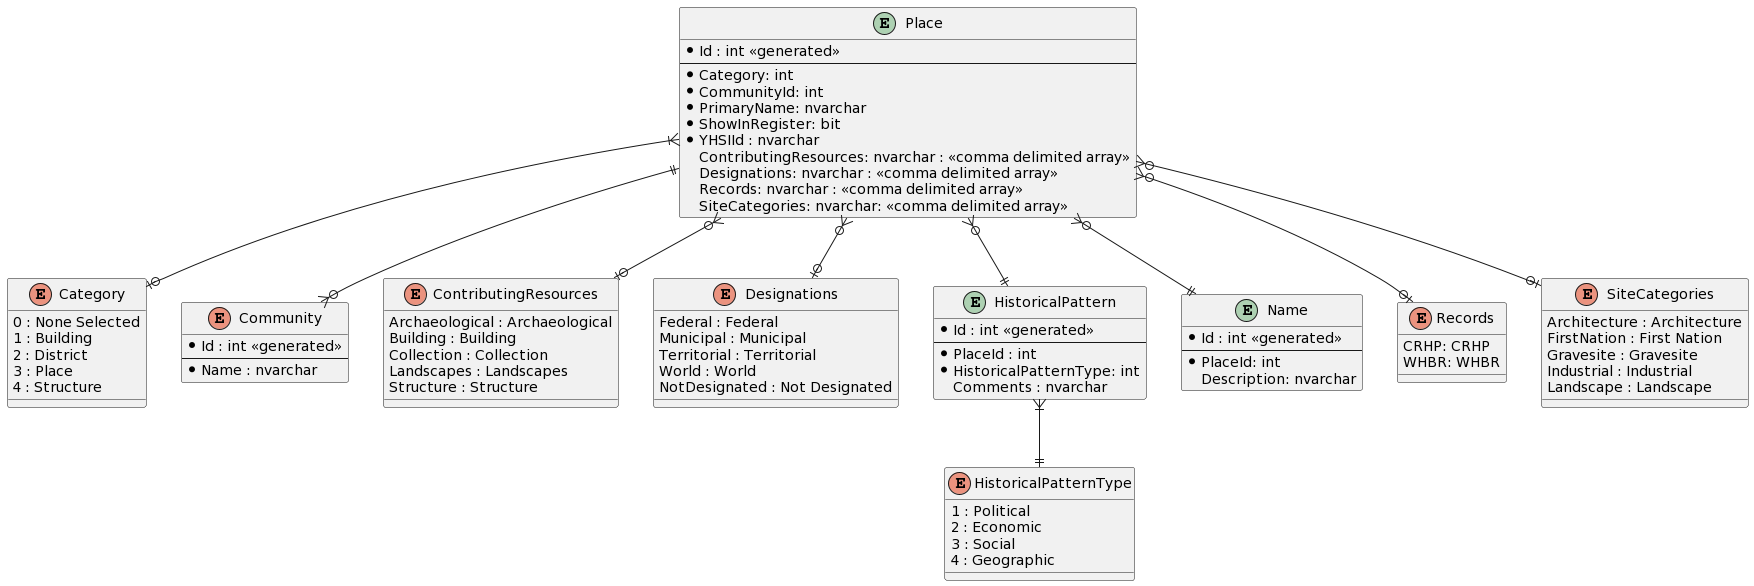 E Place
Id : int «generated»
Category: int
CommunityId: int
PrimaryName: nvarchar
ShowInRegister: bit
YHSIId : nvarchar
ContributingResources: nvarchar : «comma delimited array»
Designations: nvarchar : «comma delimited array»
Records: nvarchar : «comma delimited array»
SiteCategories: nvarchar: «comma delimited array»
E Category
0 : None Selected
1 : Building
2 : District
3 : Place
4 : Structure
E Community
Id : int «generated»
Name : nvarchar
E ContributingResources
Archaeological : Archaeological
Building : Building
Collection : Collection
Landscapes : Landscapes
Structure : Structure
E Designations
Federal : Federal
Municipal : Municipal
Territorial : Territorial
World : World
NotDesignated : Not Designated
E HistoricalPattern
Id : int «generated»
PlaceId : int
HistoricalPatternType: int
Comments : nvarchar
E Name
Id : int «generated»
PlaceId: int
Description: nvarchar
E Records
CRHP: CRHP
WHBR: WHBR
E SiteCategories
Architecture : Architecture
FirstNation : First Nation
Gravesite : Gravesite
Industrial : Industrial
Landscape : Landscape
E HistoricalPatternType
1 : Political
2 : Economic
3 : Social
4 : Geographic